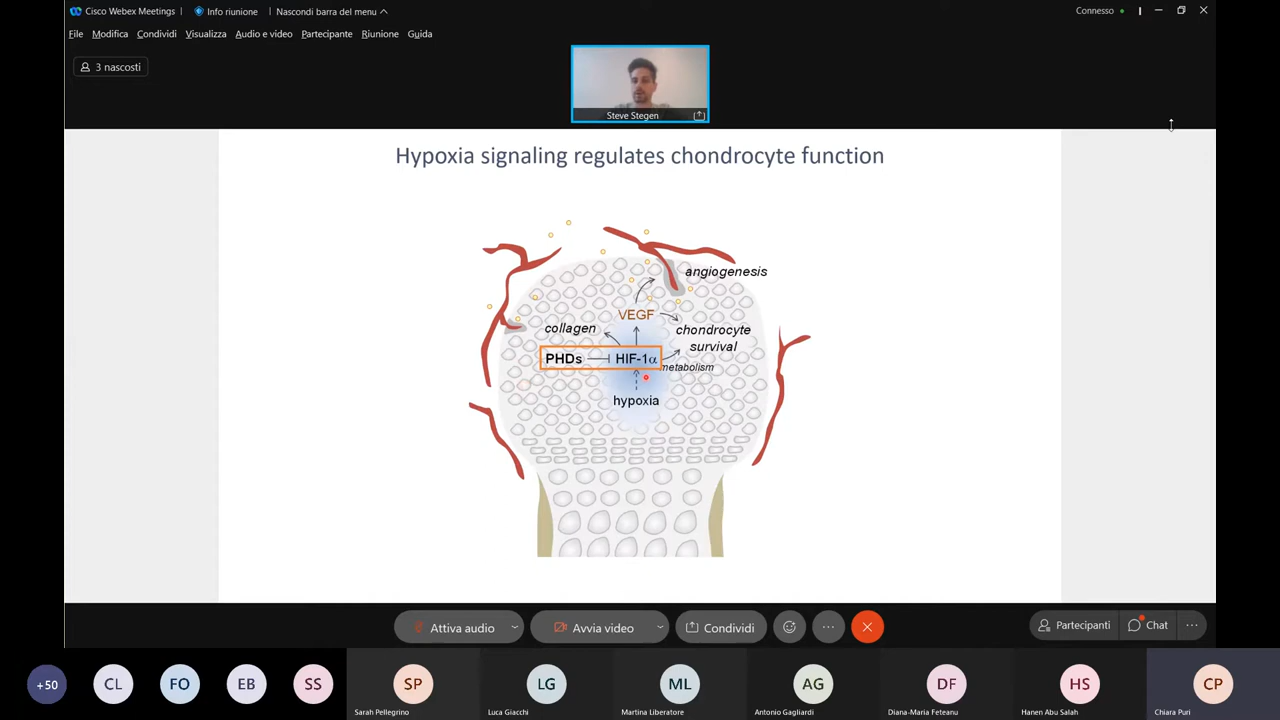 Cisco Webex Meetings
Info riunione
Nascondi barra del menu
Connesso
File Modifica Condividi Visualizza Audio e video Partecipante Riunione Guida
3 nascosti
Steve Stegen
Hypoxia signaling regulates chondrocyte function
angiogenesis
VEGF
collagen
chondrocyte
survival
PHDs
HIF-1α
metabolism
hypoxia
Attiva audio
Avvia video
Condividi
Partecipanti
Chat
+50
CL
FO
EB
SS
SP
LG
ML
AG
DF
HS
CP
Sarah Pellegrino
Luca Giacchi
Martina Liberatore
Antonio Gagliardi
Diana-Maria Feteanu
Hanen Abu Salah
Chiara Puri